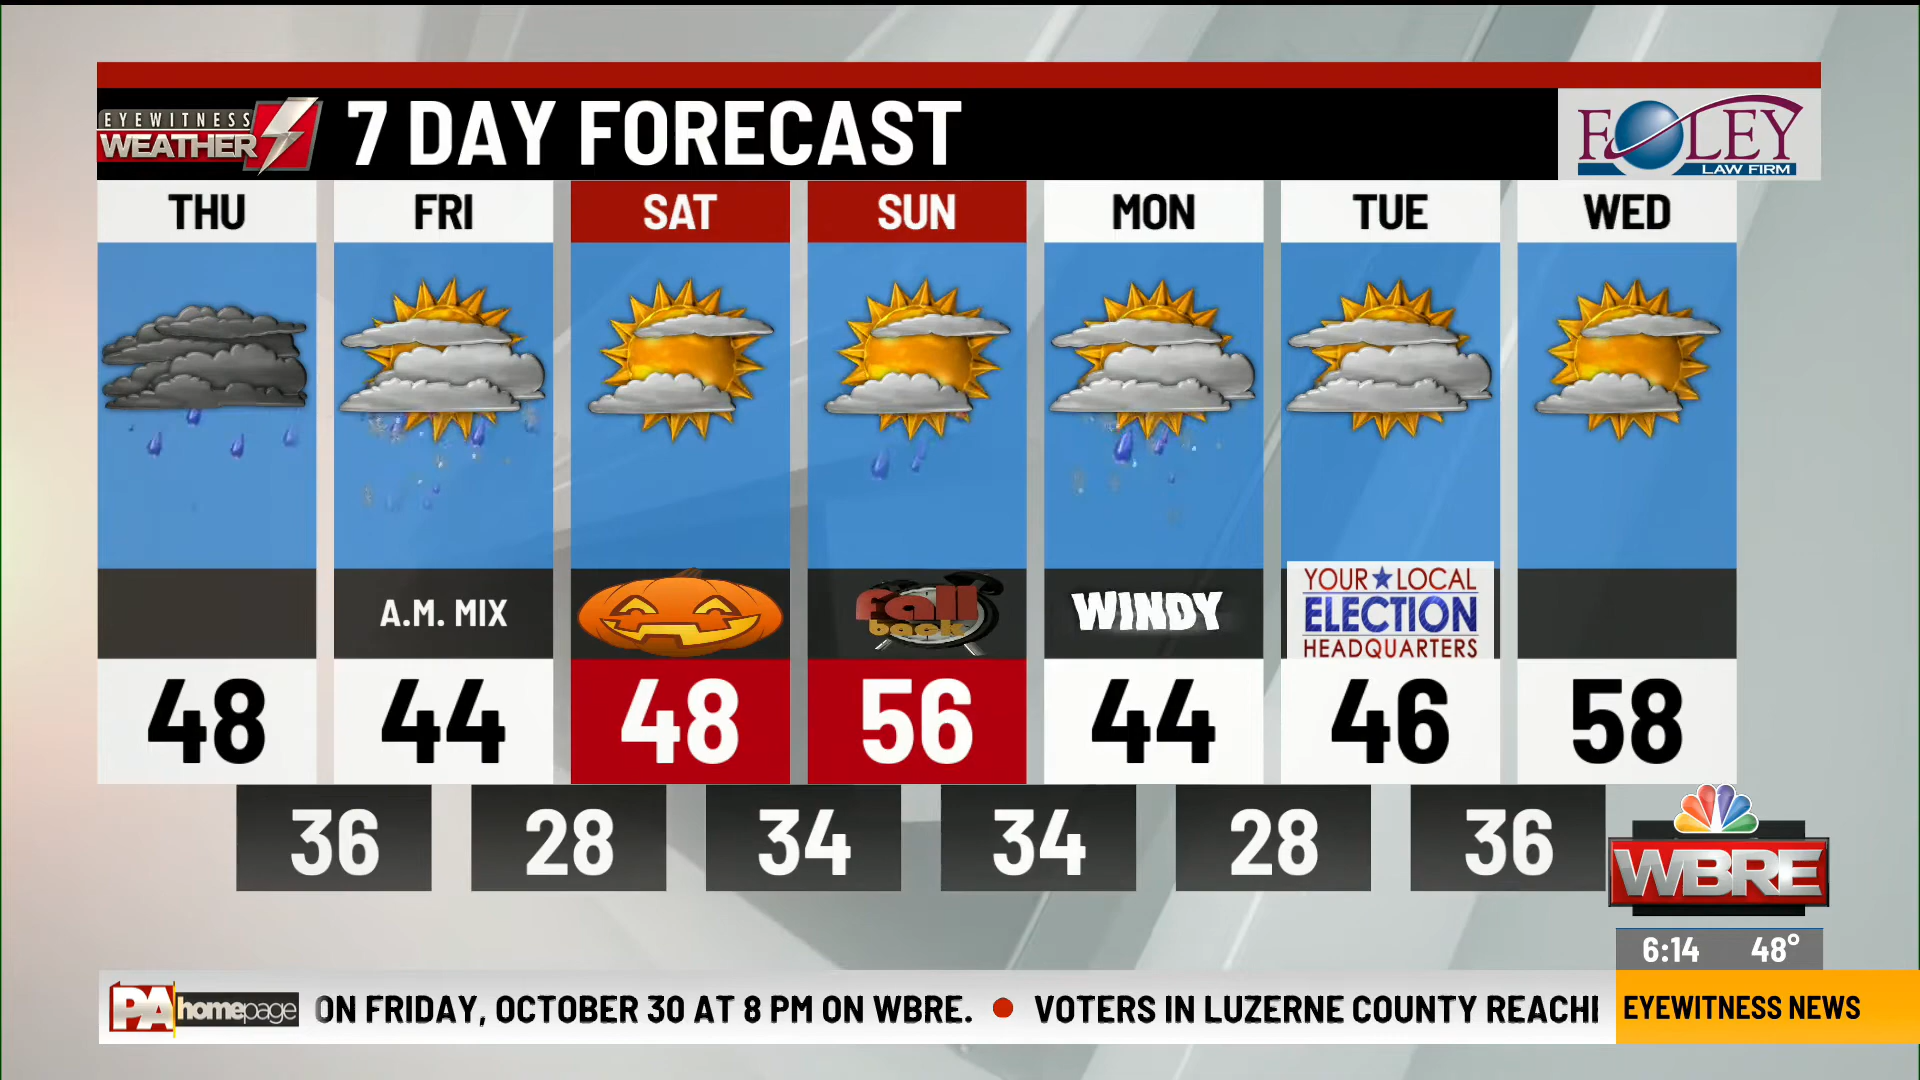 EYEWITNESS
WEATHER
7 DAY FORECAST
FOLEY
LAW FIRM
THU FRI SAT SUN MON TUE WED
A.M. MIX
fall
back
WINDY
YOUR LOCAL
ELECTION
HEADQUARTERS
48 44 48 56 44 46 58
36 28 34 34 28 36
WBRE
6:14 48°
PA homepage ON FRIDAY, OCTOBER 30 AT 8 PM ON WBRE. • VOTERS IN LUZERNE COUNTY REACHI EYEWITNESS NEWS